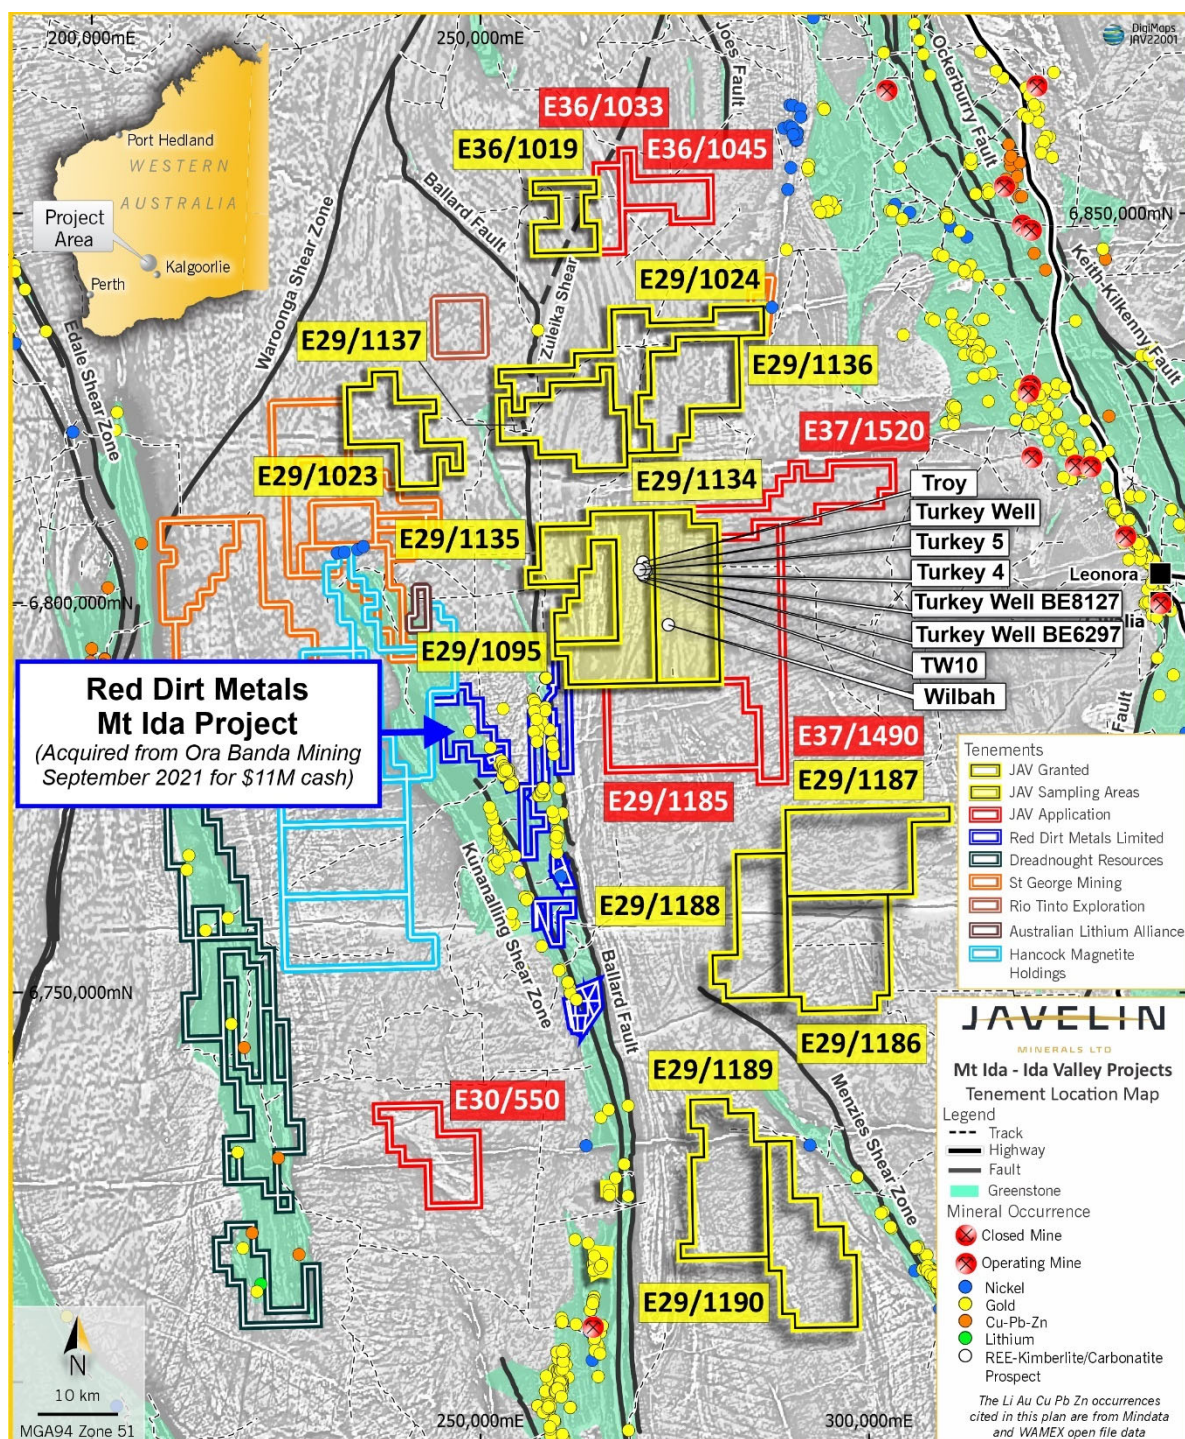 200,000mE
250,000mE
DigiMaps
JAV22001
Joes Fault
Ockerburry Fault
E36/1033
E36/1019
E36/1045
Port Hedland
WESTERN
AUSTRALIA
Project
Area
Kalgoorlie
Perth
6,850,000mN
Ballard Fault
Waroonga Shear Zone
Zuleika Shear
Keith-Kilkenny Fault
Edale Shear Zone
E29/1024
E29/1137
E29/1136
E37/1520
E29/1023
E29/1134
Troy
Turkey Well
E29/1135
Turkey 5
Turkey 4
Leonora
6,800,000mN
Turkey Well BE8127
Turkey Well BE6297
E29/1095
TW10
Wilbah
Fault
Red Dirt Metals
Mt Ida Project
(Acquired from Ora Banda Mining
September 2021 for $11M cash)
E37/1490
E29/1187
E29/1185
Tenements
JAV Granted
JAV Sampling Areas
JAV Application
Red Dirt Metals Limited
Dreadnought Resources
St George Mining
Rio Tinto Exploration
Australian Lithium Alliance
Hancock Magnetite
Holdings
Kunanalling Shear Zone
E29/1188
Ballard Fault
6,750,000mN
E29/1186
E29/1189
Menzies Shear Zone
E30/550
E29/1190
JAVELIN
MINERALS LTD
Mt Ida - Ida Valley Projects
Tenement Location Map
Legend
Track
Highway
Fault
Greenstone
Mineral Occurrence
Closed Mine
Operating Mine
Nickel
Gold
Cu-Pb-Zn
Lithium
REE-Kimberlite/Carbonatite
Prospect
The Li Au Cu Pb Zn occurrences
cited in this plan are from Mindata
and WAMEX open file data
N
10 km
MGA94 Zone 51
250,000mE
300,000mE